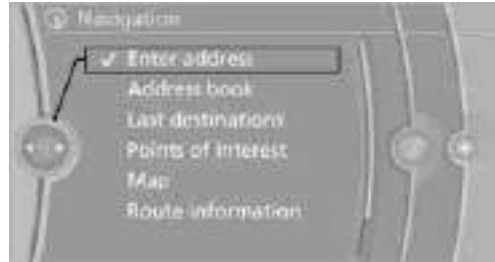 Navigation
Enter address
Address book
Last destinations
Points of Interest
Map
Route information